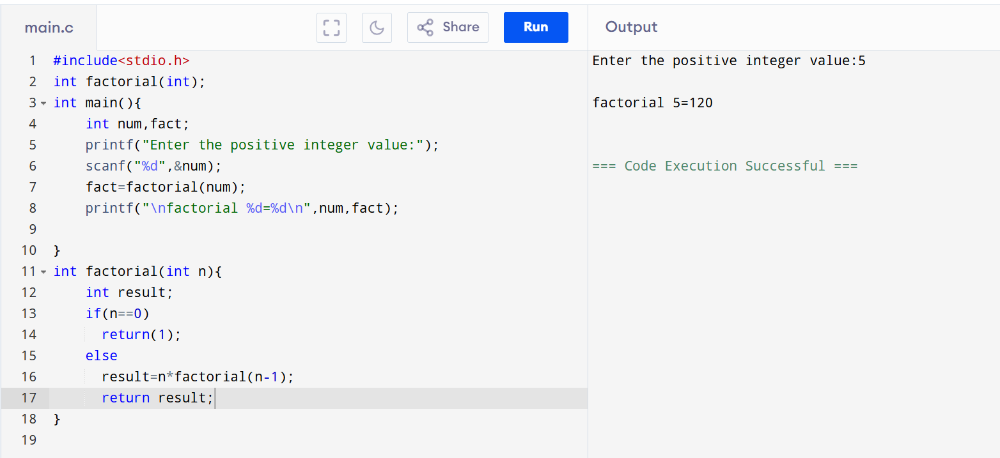 main.c
Share
Run
Output
1 #include<stdio.h>
2 int factorial(int);
3 int main(){
4     int num,fact;
5     printf("Enter the positive integer value:");
6     scanf("%d",&num);
7     fact=factorial(num);
8     printf("\nfactorial %d=%d\n",num,fact);
9
10 }
11 int factorial(int n){
12     int result;
13     if(n==0)
14       return(1);
15     else
16       result=n*factorial(n-1);
17       return result;
18 }
19
Enter the positive integer value:5
factorial 5=120
=== Code Execution Successful ===